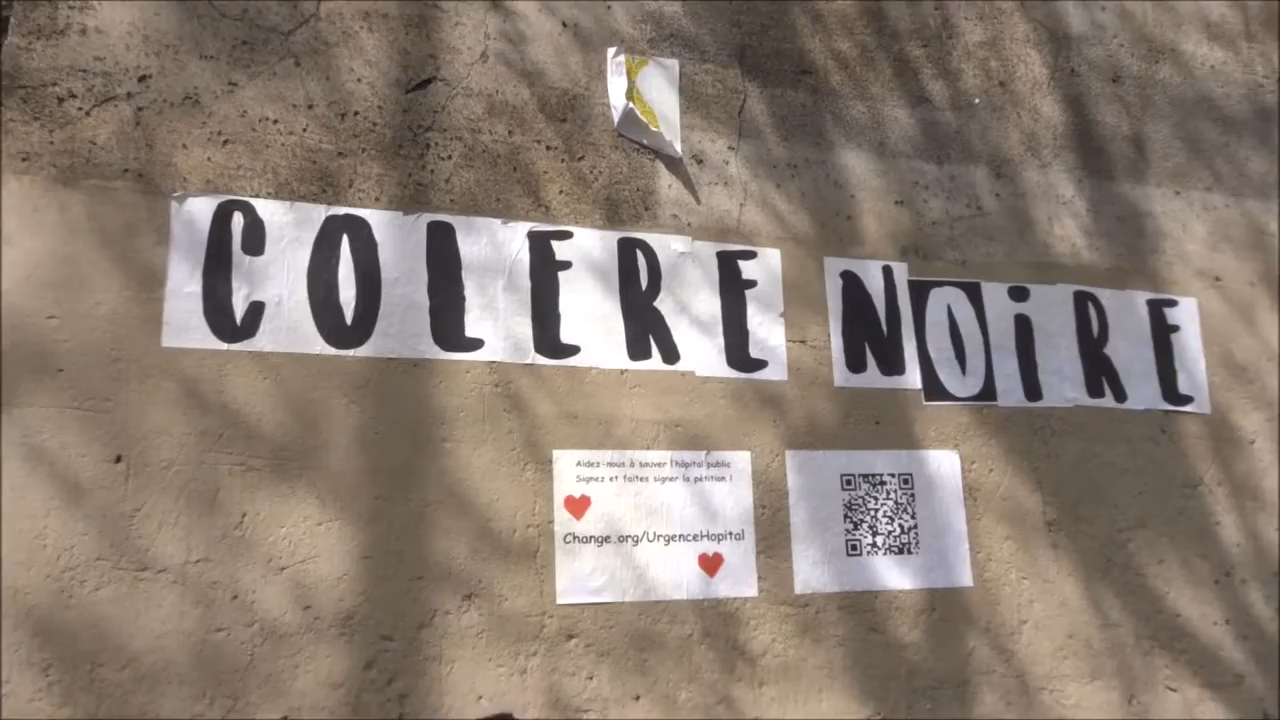 COLERE NOiRE
Aidez-nous à sauver l'hôpital public
Signez et faites signer la pétition !
Change.org/UrgenceHopital